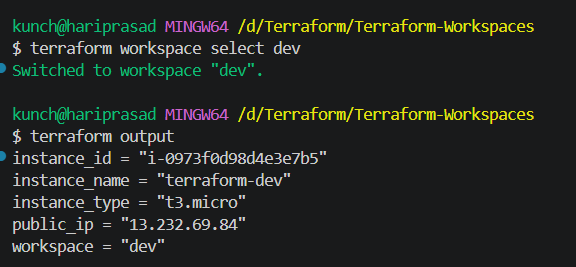 kunch@hariprasad MINGW64 /d/Terraform/Terraform-Workspaces
$ terraform workspace select dev
Switched to workspace "dev".
kunch@hariprasad MINGW64 /d/Terraform/Terraform-Workspaces
$ terraform output
instance_id = "i-0973f0d98d4e3e7b5"
instance_name = "terraform-dev"
instance_type = "t3.micro"
public_ip = "13.232.69.84"
workspace = "dev"